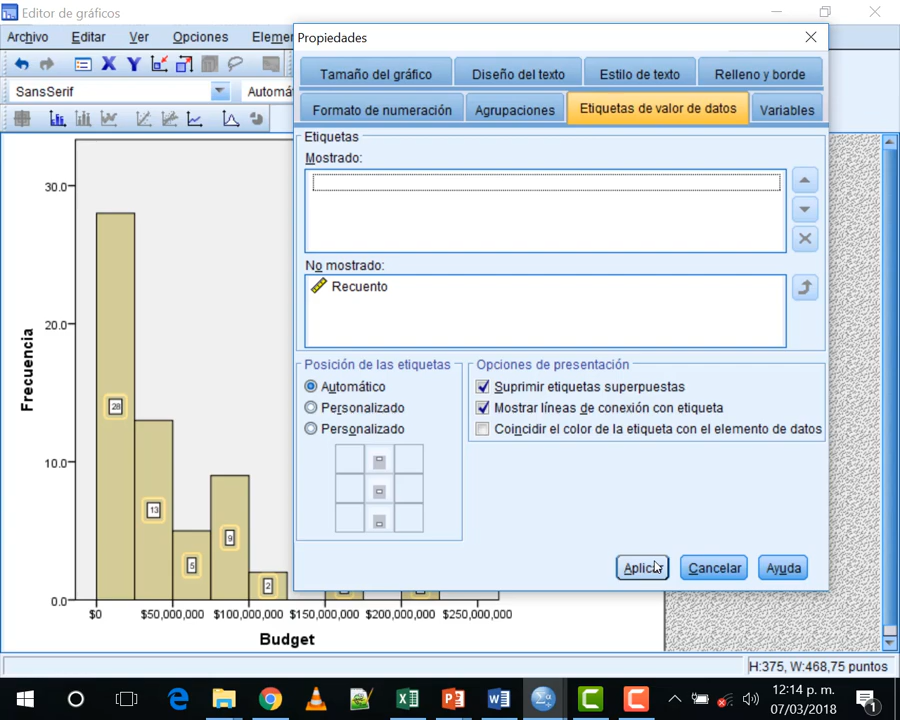 Editor de gráficos
Archivo Editar Ver Opciones Elem
SansSerif Automá
Propiedades
Tamaño del gráfico Diseño del texto Estilo de texto Relleno y borde
Formato de numeración Agrupaciones Etiquetas de valor de datos Variables
Etiquetas
Mostrado:
No mostrado:
Recuento
Posición de las etiquetas
Automático
Personalizado
Personalizado
Opciones de presentación
Suprimir etiquetas superpuestas
Mostrar líneas de conexión con etiqueta
Coincidir el color de la etiqueta con el elemento de datos
Aplicar Cancelar Ayuda
Frecuencia
30.0
20.0
10.0
0.0
28
13
5
9
2
$0 $50,000,000 $100,000,000 $150,000,000 $200,000,000 $250,000,000
Budget
H:375, W:468,75 puntos
12:14 p. m.
07/03/2018
1